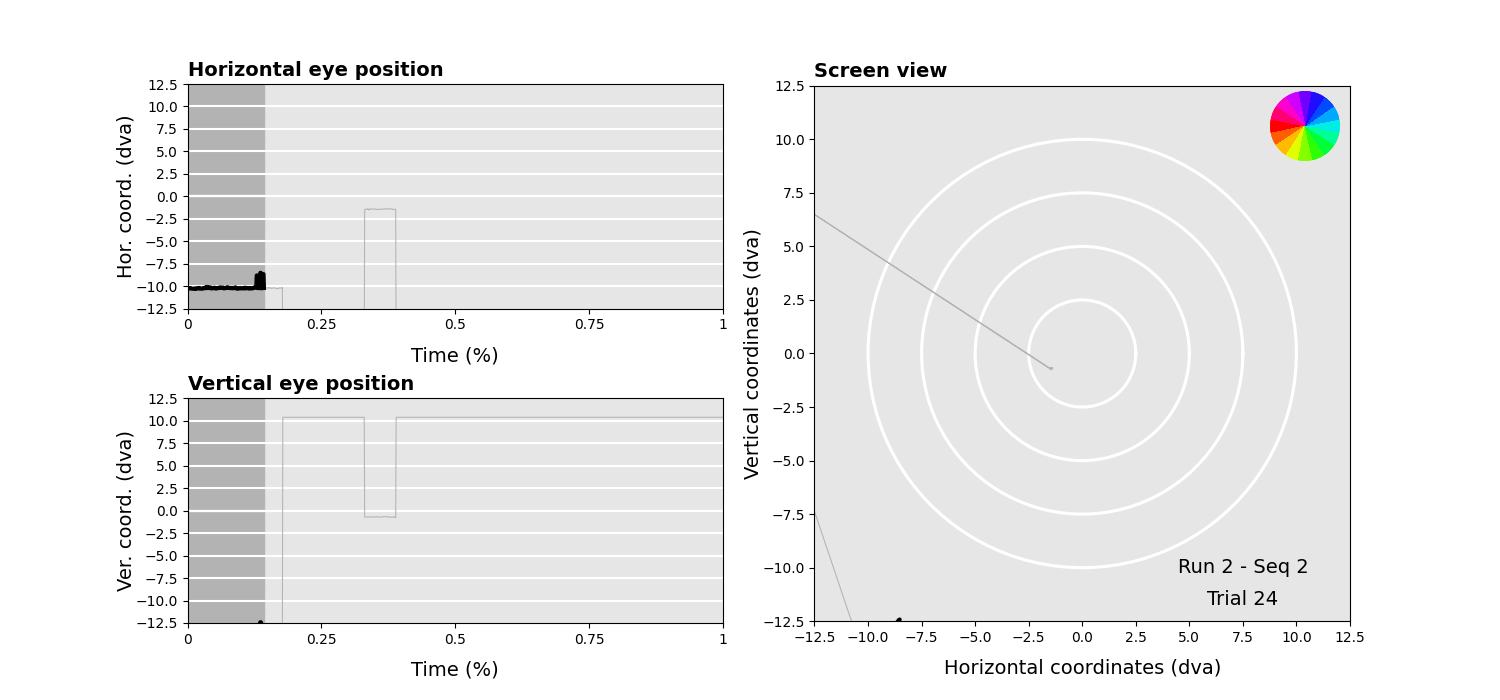 Horizontal eye position
Hor. coord. (dva)
12.5
10.0
7.5
5.0
2.5
0.0
−2.5
−5.0
−7.5
−10.0
−12.5
0 0.25 0.5 0.75 1
Time (%)
Vertical eye position
Ver. coord. (dva)
12.5
10.0
7.5
5.0
2.5
0.0
−2.5
−5.0
−7.5
−10.0
−12.5
0 0.25 0.5 0.75 1
Time (%)
Screen view
Vertical coordinates (dva)
12.5
10.0
7.5
5.0
2.5
0.0
−2.5
−5.0
−7.5
−10.0
−12.5
Run 2 - Seq 2
Trial 24
−12.5 −10.0 −7.5 −5.0 −2.5 0.0 2.5 5.0 7.5 10.0 12.5
Horizontal coordinates (dva)